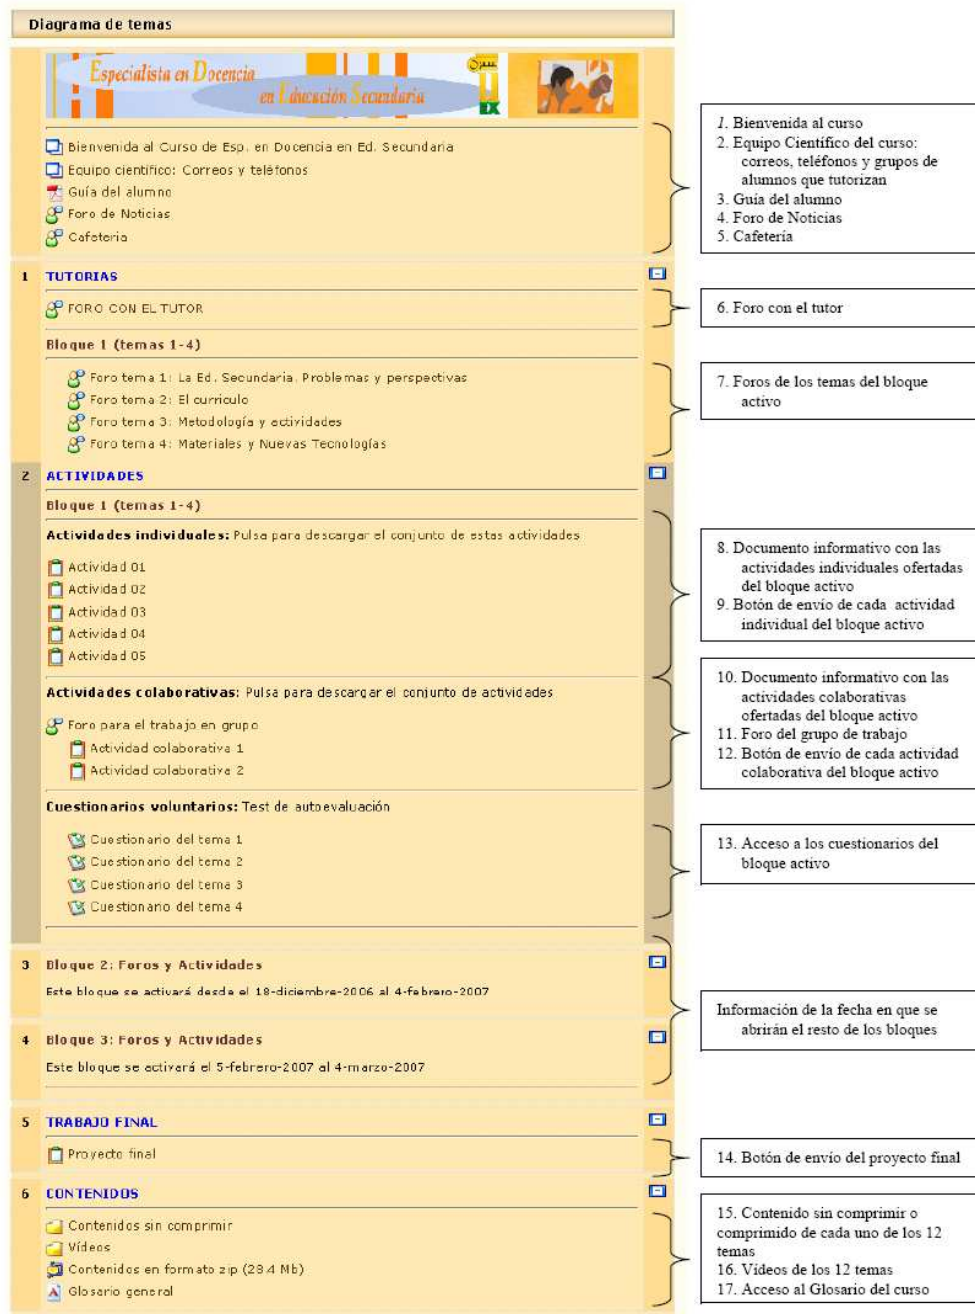 Diagrama de temas
Especialista en Docencia
en Educación Secundaria
EX
Bienvenida al Curso de Esp. en Docencia en Ed. Secundaria
Equipo científico: Correos y teléfonos
Guía del alumno
Foro de Noticias
Cafeteria
1. Bienvenida al curso
2. Equipo Científico del curso:
correos, teléfonos y grupos de
alumnos que tutorizan
3. Guía del alumno
4. Foro de Noticias
5. Cafetería
1 TUTORIAS
FORO CON EL TUTOR
6. Foro con el tutor
Bloque 1 (temas 1-4)
Foro tema 1: La Ed. Secundaria. Problemas y perspectivas
Foro tema 2: El curriculo
Foro tema 3: Metodología y actividades
Foro tema 4: Materiales y Nuevas Tecnologías
7. Foros de los temas del bloque
activo
2 ACTIVIDADES
Bloque 1 (temas 1-4)
Actividades individuales: Pulsa para descargar el conjunto de estas actividades
Actividad 01
Actividad 02
Actividad 03
Actividad 04
Actividad 05
8. Documento informativo con las
actividades individuales ofertadas
del bloque activo
9. Botón de envío de cada actividad
individual del bloque activo
Actividades colaborativas: Pulsa para descargar el conjunto de actividades
Foro para el trabajo en grupo
Actividad colaborativa 1
Actividad colaborativa 2
10. Documento informativo con las
actividades colaborativas
ofertadas del bloque activo
11. Foro del grupo de trabajo
12. Botón de envío de cada actividad
colaborativa del bloque activo
Cuestionarios voluntarios: Test de autoevaluación
Cuestionario del tema 1
Cuestionario del tema 2
Cuestionario del tema 3
Cuestionario del tema 4
13. Acceso a los cuestionarios del
bloque activo
3 Bloque 2: Foros y Actividades
Este bloque se activará desde el 18-diciembre-2006 al 4-febrero-2007
4 Bloque 3: Foros y Actividades
Este bloque se activará el 5-febrero-2007 al 4-marzo-2007
Información de la fecha en que se
abrirán el resto de los bloques
5 TRABAJO FINAL
Proyecto final
14. Botón de envío del proyecto final
6 CONTENIDOS
Contenidos sin comprimir
Vídeos
Contenidos en formato zip (28.4 Mb)
Glosario general
15. Contenido sin comprimir o
comprimido de cada uno de los 12
temas
16. Vídeos de los 12 temas
17. Acceso al Glosario del curso